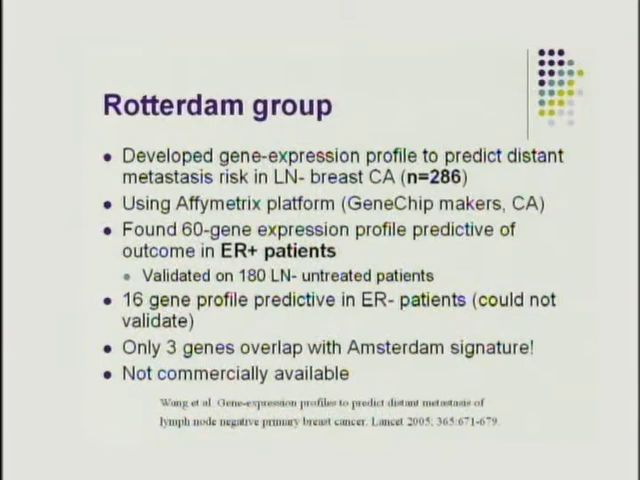 Rotterdam group
Developed gene-expression profile to predict distant
metastasis risk in LN- breast CA (n=286)
Using Affymetrix platform (GeneChip makers, CA)
Found 60-gene expression profile predictive of
outcome in ER+ patients
Validated on 180 LN- untreated patients
16 gene profile predictive in ER- patients (could not
validate)
Only 3 genes overlap with Amsterdam signature!
Not commercially available
Wang et al. Gene-expression profiles to predict distant metastasis of
lymph node negative primary breast cancer. Lancet 2005; 365:671-679.